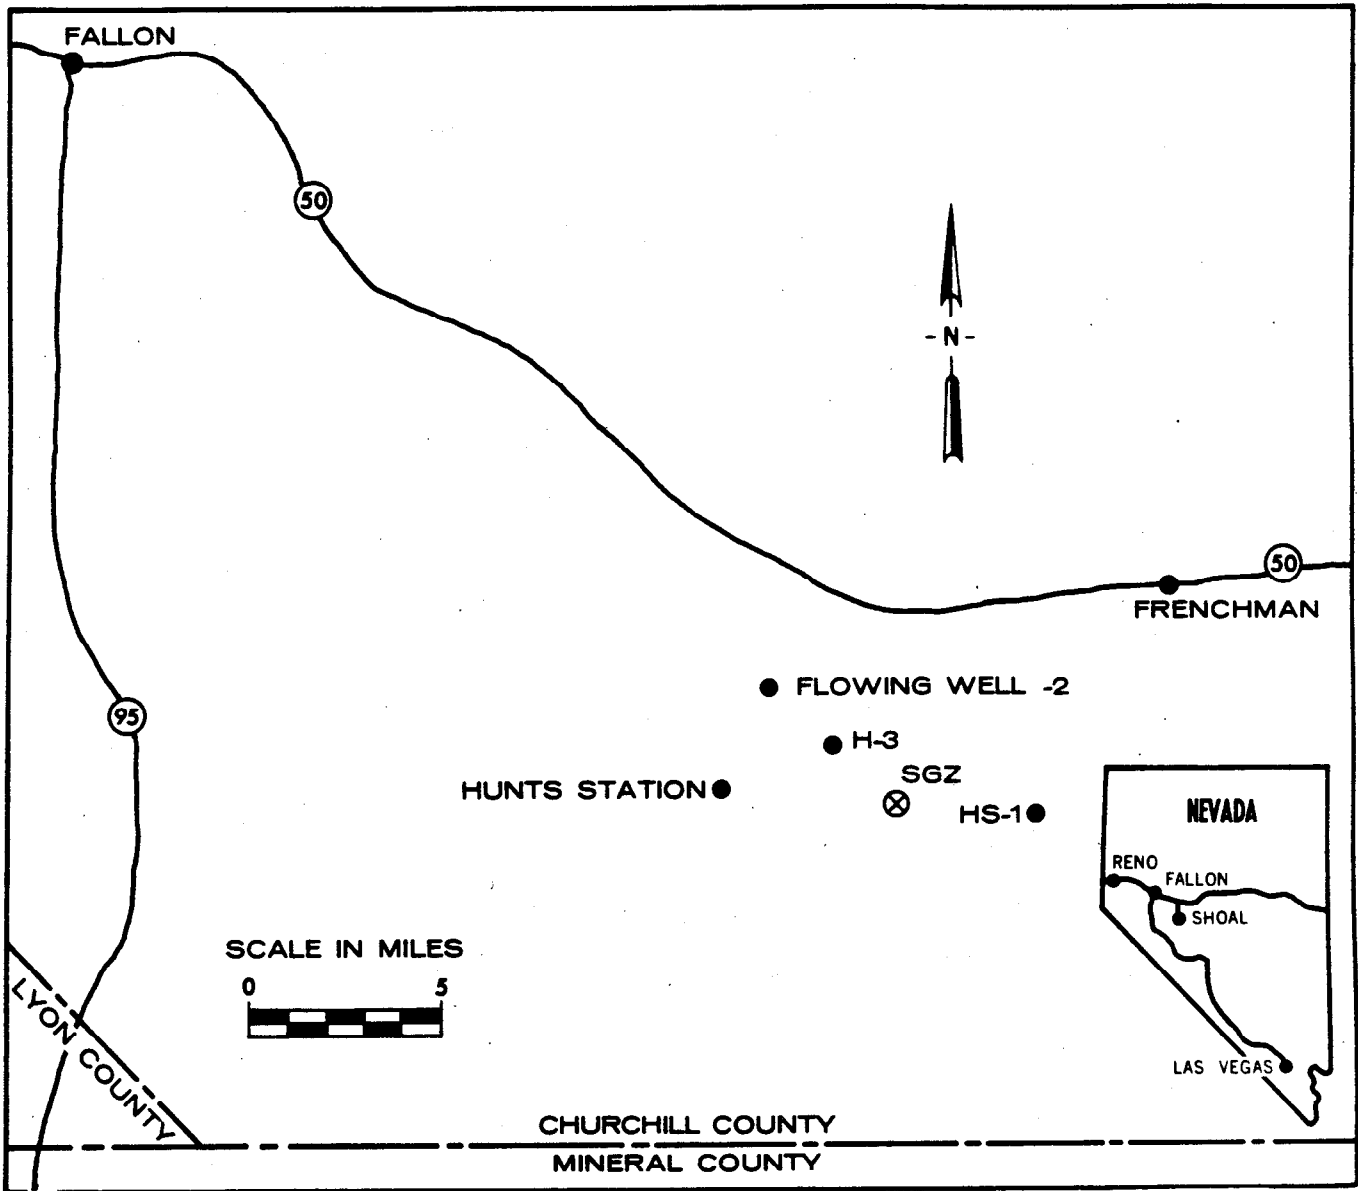 FALLON
50
- N -
50
FRENCHMAN
FLOWING WELL -2
95
H-3
SGZ
HUNTS STATION
HS-1
NEVADA
RENO
FALLON
SHOAL
LAS VEGAS
SCALE IN MILES
0 5
LYON COUNTY
CHURCHILL COUNTY
MINERAL COUNTY